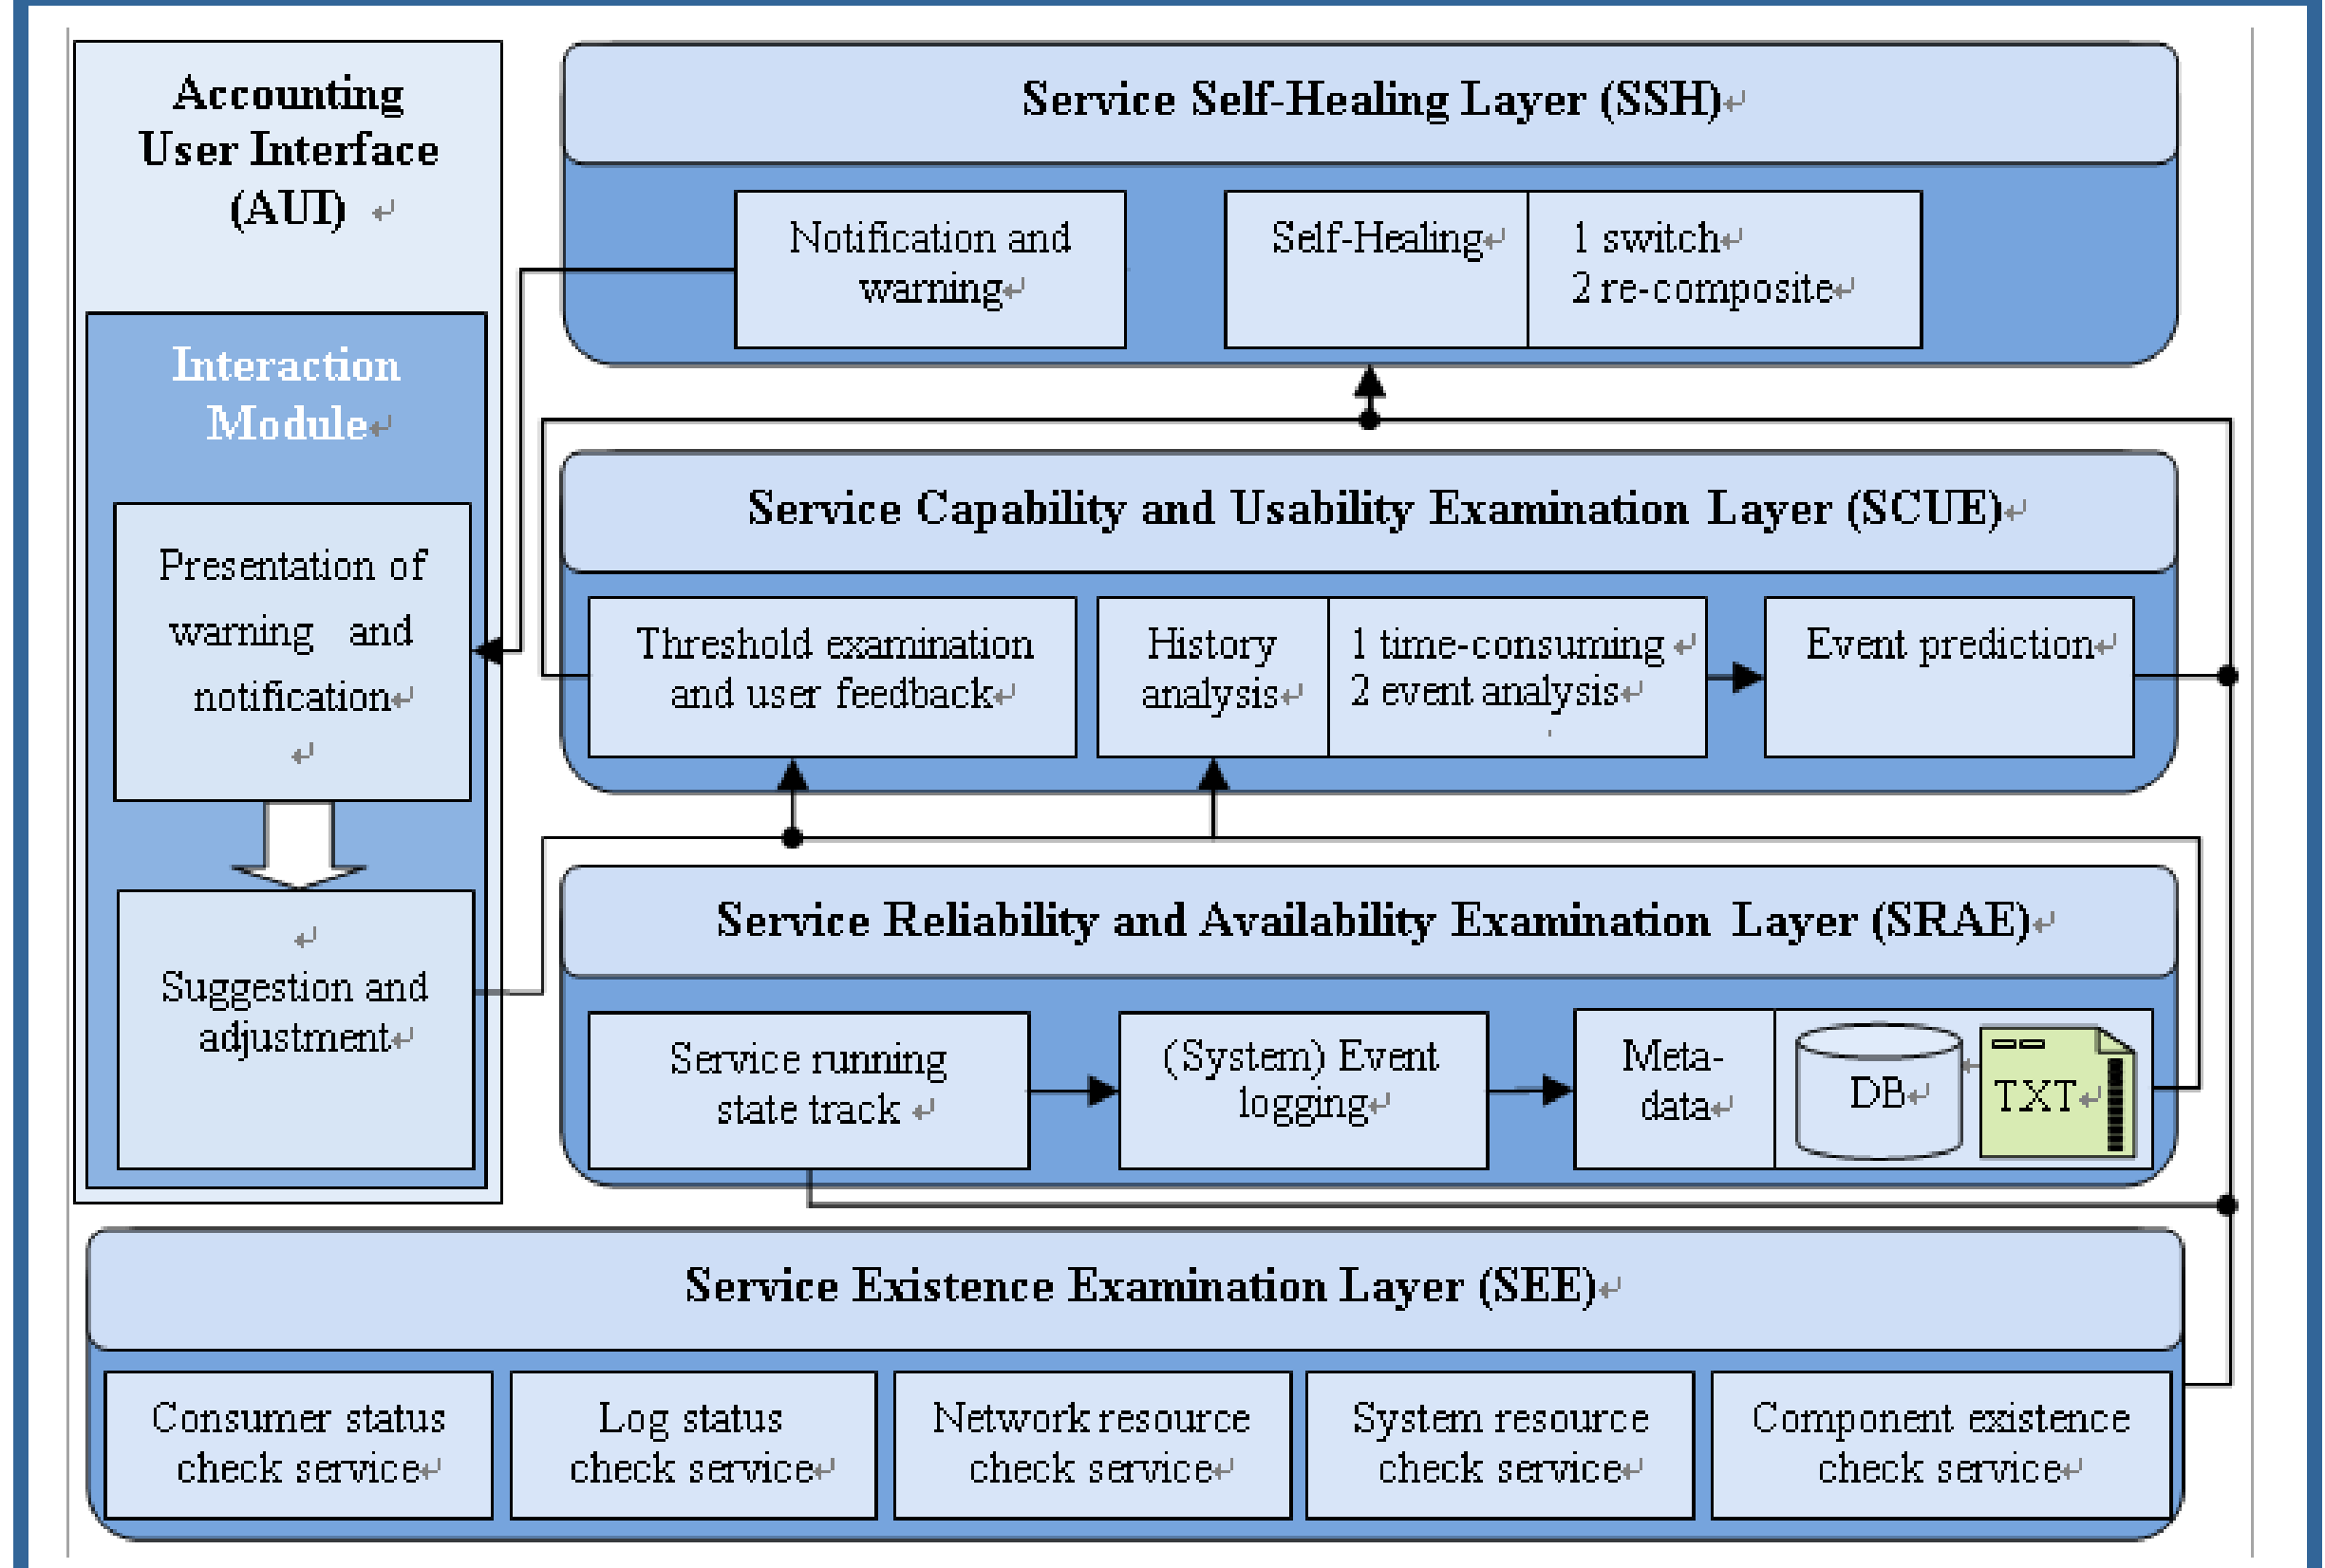 Accounting
User Interface
(AUI)
Interaction
Module
Presentation of
warning and
notification
Suggestion and
adjustment
Service Self-Healing Layer (SSH)
Notification and
warning
Self-Healing
1 switch
2 re-composite
Service Capability and Usability Examination Layer (SCUE)
Threshold examination
and user feedback
History
analysis
1 time-consuming
2 event analysis
Event prediction
Service Reliability and Availability Examination Layer (SRAE)
Service running
state track
(System) Event
logging
Meta-
data
DB
TXT
Service Existence Examination Layer (SEE)
Consumer status
check service
Log status
check service
Network resource
check service
System resource
check service
Component existence
check service